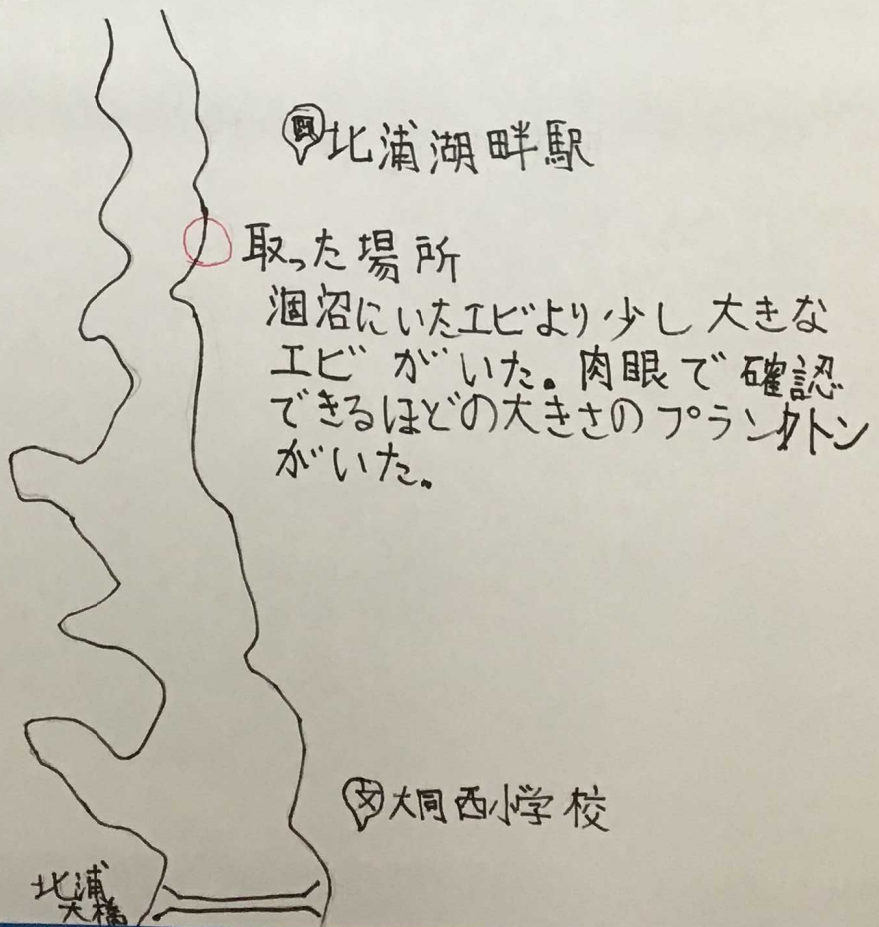 北浦湖畔駅
取った場所
涸沼にいたエビより少し大きな
エビがいた。肉眼で確認
できるほどの大きさのプランクトン
がいた。
文大同西小学校
北浦
大橋